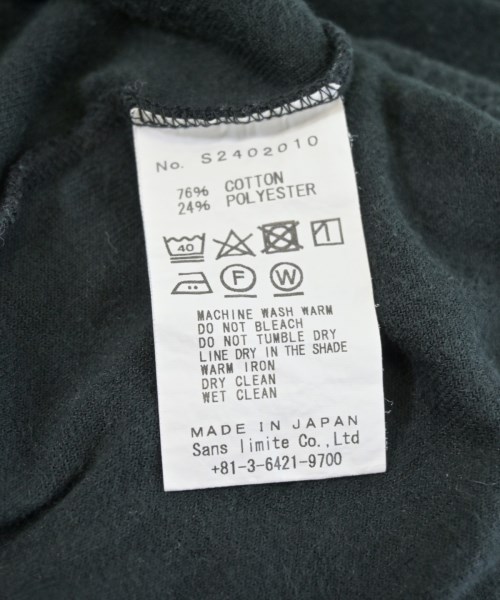 No. S2402010
76% COTTON
24% POLYESTER
40
F W
MACHINE WASH WARM
DO NOT BLEACH
DO NOT TUMBLE DRY
LINE DRY IN THE SHADE
WARM IRON
DRY CLEAN
WET CLEAN
MADE IN JAPAN
Sans limite Co.,Ltd
+81-3-6421-9700